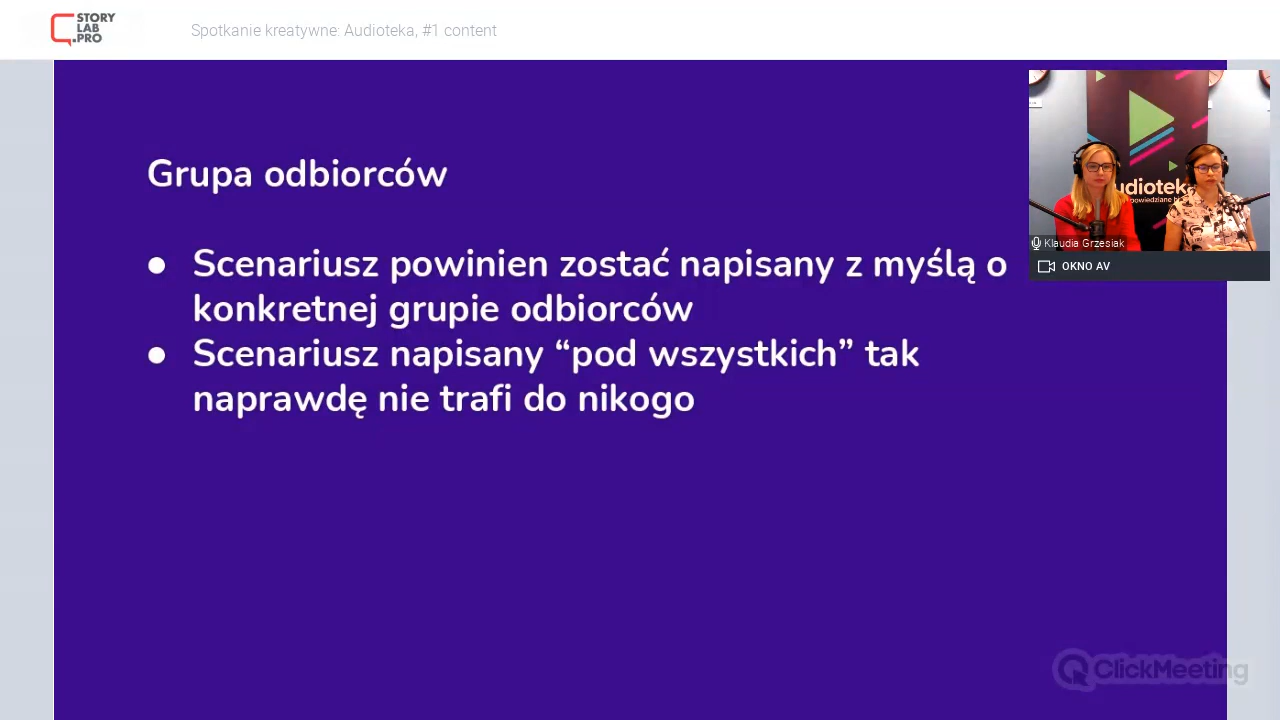 STORY
LAB
.PRO
Spotkanie kreatywne: Audioteka, #1 content
Grupa odbiorców
● Scenariusz powinien zostać napisany z myślą o
konkretnej grupie odbiorców
● Scenariusz napisany “pod wszystkich” tak
naprawdę nie trafi do nikogo
Klaudia Grzesiak
OKNO AV
ClickMeeting